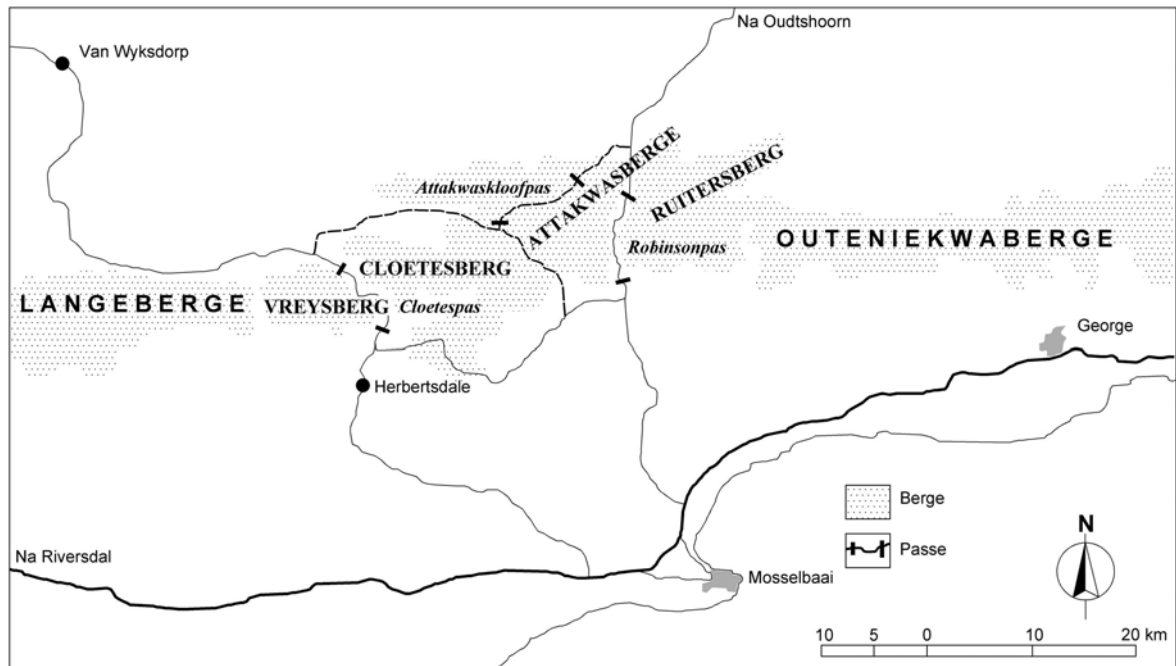 Na Oudtshoorn
Van Wyksdorp
Attakwaskloofpas
ATTAKWASBERGE
RUITERSBERG
Robinsonpas
OUTENIEKWABERGE
CLOETESBERG
LANGEBERGE
VREYSBERG
Cloetespas
George
Herbertsdale
Berge
N
Passe
Na Riversdal
Mosselbaai
10 5 0 10 20 km